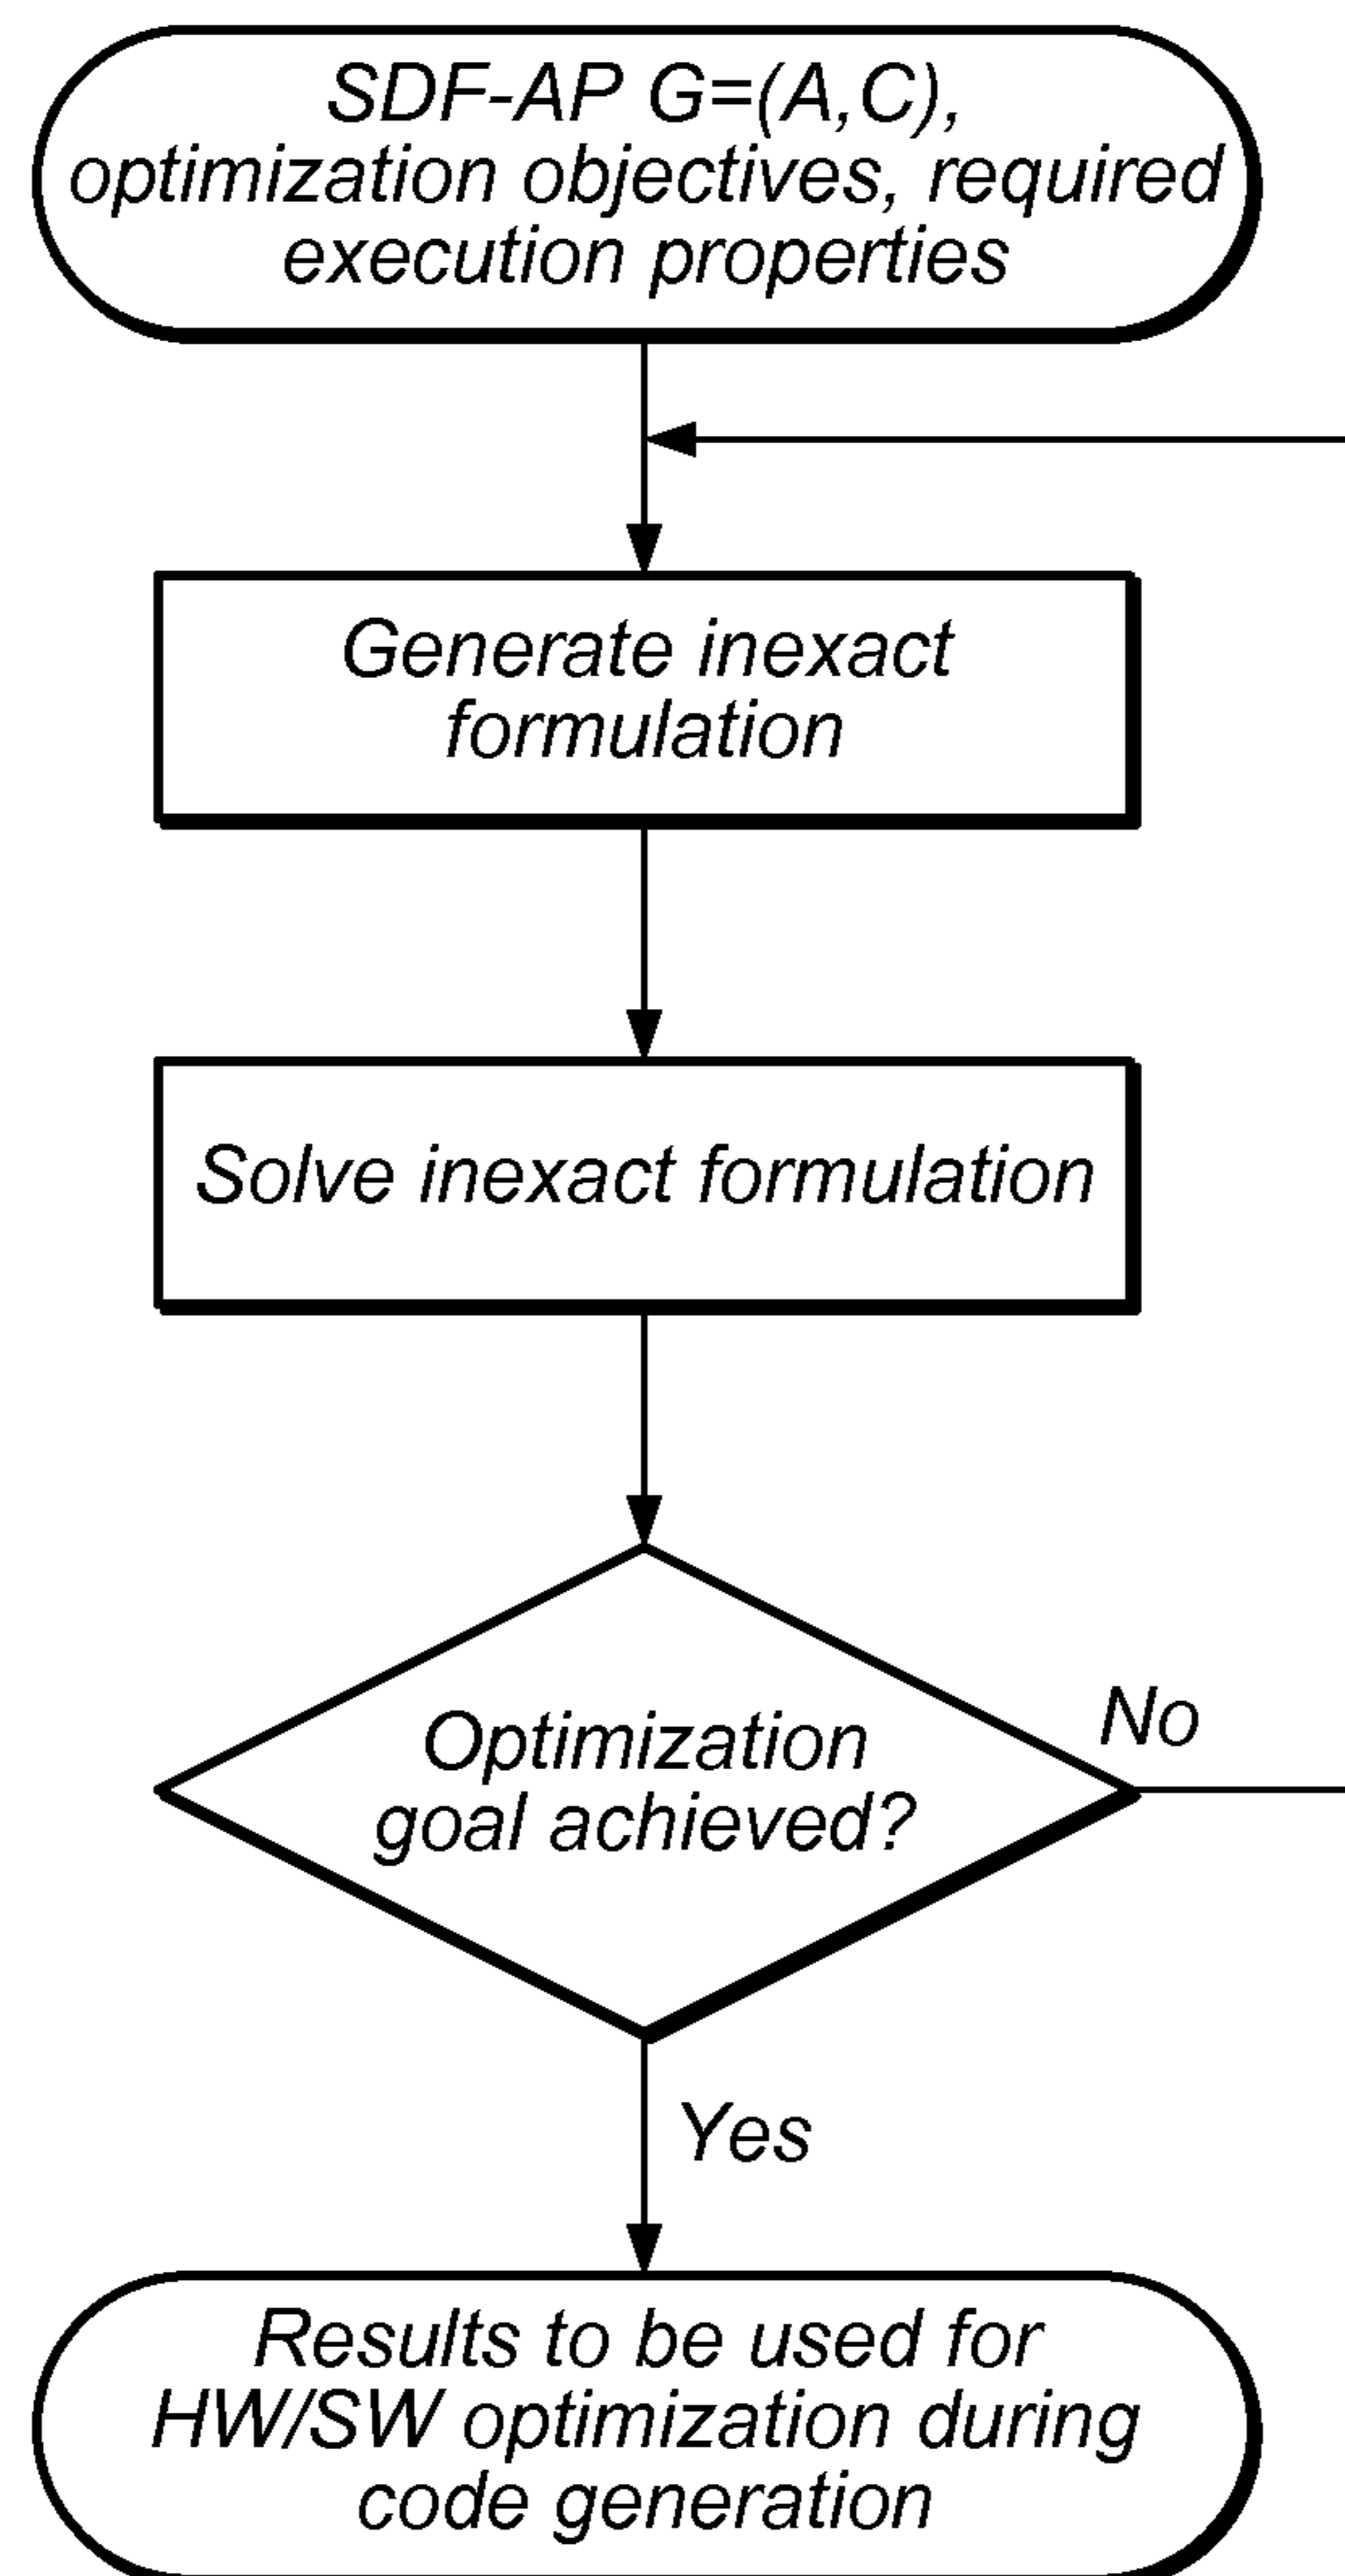 SDF-AP G=(A,C),
optimization objectives, required
execution properties
Generate inexact
formulation
Solve inexact formulation
Optimization
goal achieved?
No
Yes
Results to be used for
HW/SW optimization during
code generation